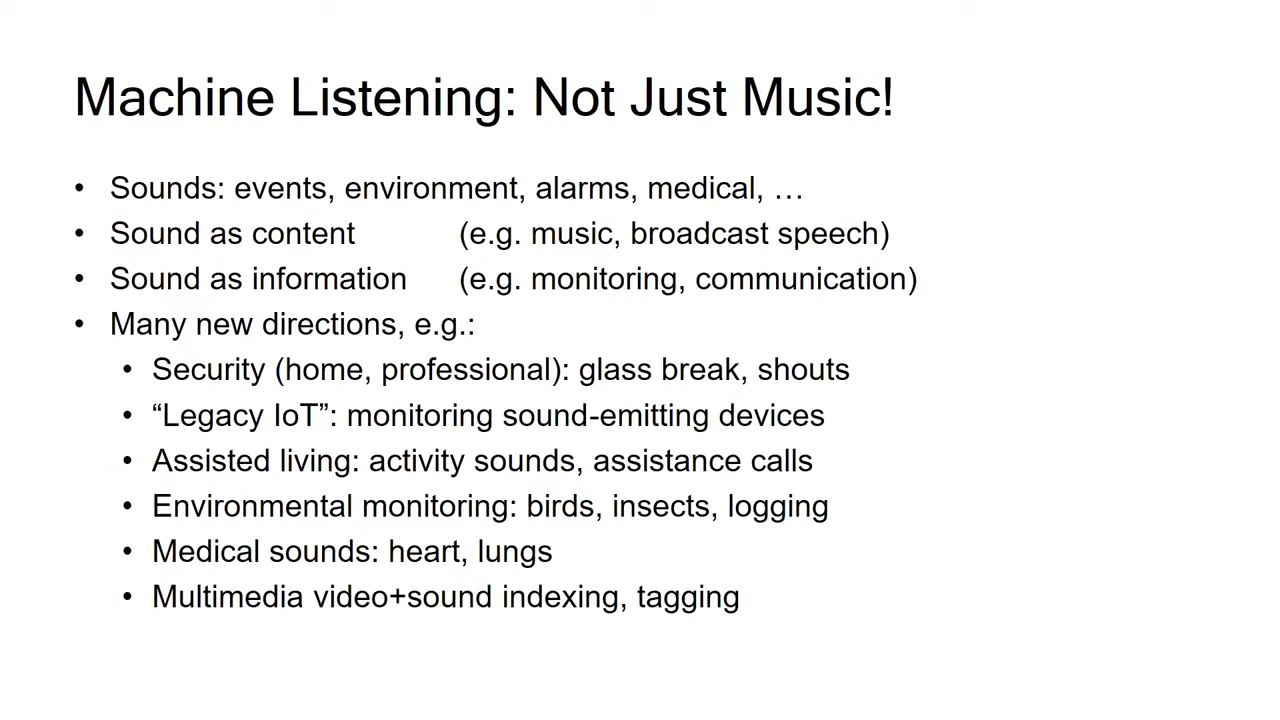 Machine Listening: Not Just Music!
• Sounds: events, environment, alarms, medical, …
• Sound as content (e.g. music, broadcast speech)
• Sound as information (e.g. monitoring, communication)
• Many new directions, e.g.:
• Security (home, professional): glass break, shouts
• “Legacy IoT”: monitoring sound-emitting devices
• Assisted living: activity sounds, assistance calls
• Environmental monitoring: birds, insects, logging
• Medical sounds: heart, lungs
• Multimedia video+sound indexing, tagging